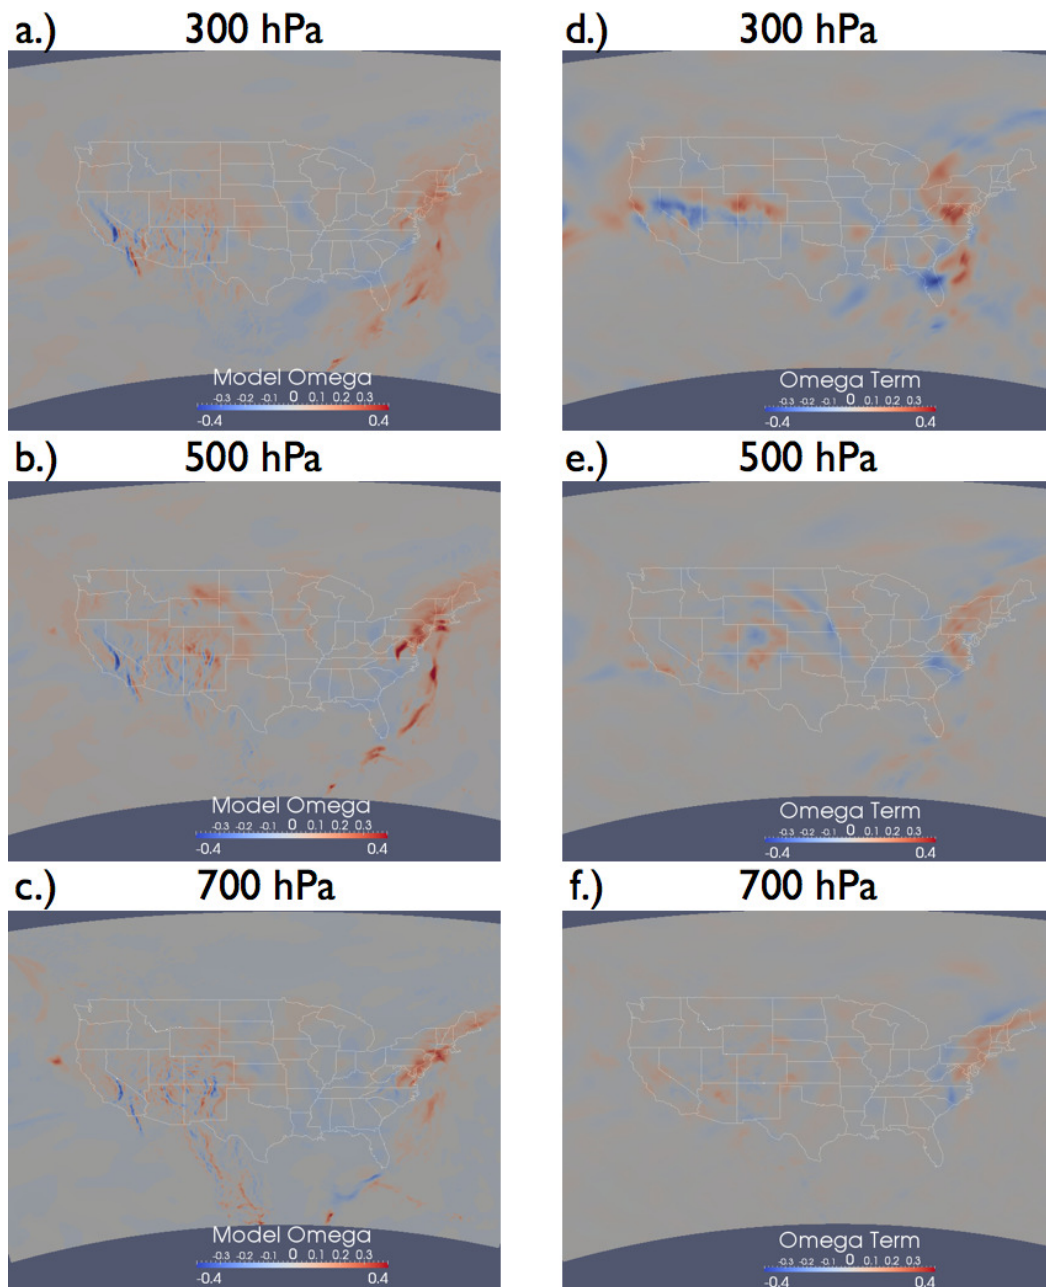 a.) 300 hPa
Model Omega
-0.3 -0.2 -0.1 0 0.1 0.2 0.3
-0.4 0.4
d.) 300 hPa
Omega Term
-0.3 -0.2 -0.1 0 0.1 0.2 0.3
-0.4 0.4
b.) 500 hPa
Model Omega
-0.3 -0.2 -0.1 0 0.1 0.2 0.3
-0.4 0.4
e.) 500 hPa
Omega Term
-0.3 -0.2 -0.1 0 0.1 0.2 0.3
-0.4 0.4
c.) 700 hPa
Model Omega
-0.3 -0.2 -0.1 0 0.1 0.2 0.3
-0.4 0.4
f.) 700 hPa
Omega Term
-0.3 -0.2 -0.1 0 0.1 0.2 0.3
-0.4 0.4